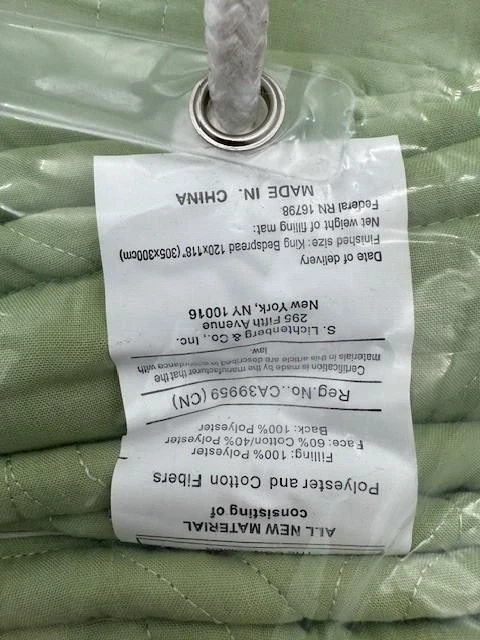 ALL NEW MATERIAL
consisting of
Polyester and Cotton Fibers
Filling: 100% Polyester
Face: 60% Cotton/40% Polyester
Back: 100% Polyester
Reg.No.:CA39959 (CN)
Certification is made by the manufacturer that the
materials in this article are described in accordance with
law
S. Lichtenberg & Co., Inc.
295 Fifth Avenue
New York, NY 10016
Date of delivery
Finished size: King Bedspread 120x118" (305x300cm)
Net weight of filling mat:
Federal RN 16798
MADE IN. CHINA